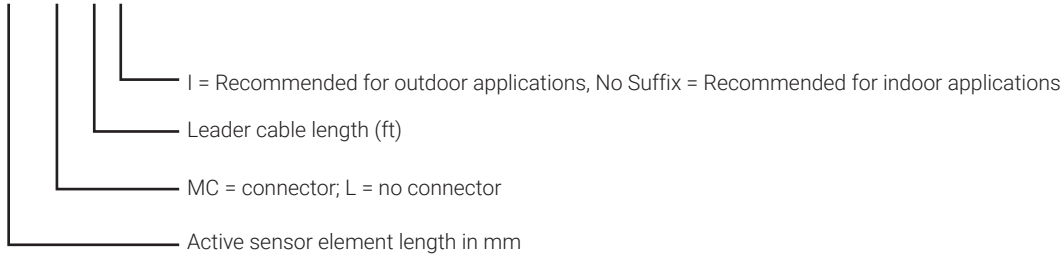 I = Recommended for outdoor applications, No Suffix = Recommended for indoor applications
Leader cable length (ft)
MC = connector; L = no connector
Active sensor element length in mm